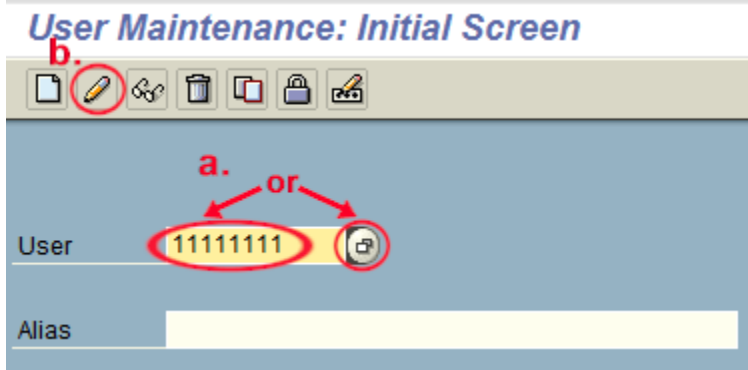 User Maintenance: Initial Screen
b.
a.
or
User 11111111
Alias